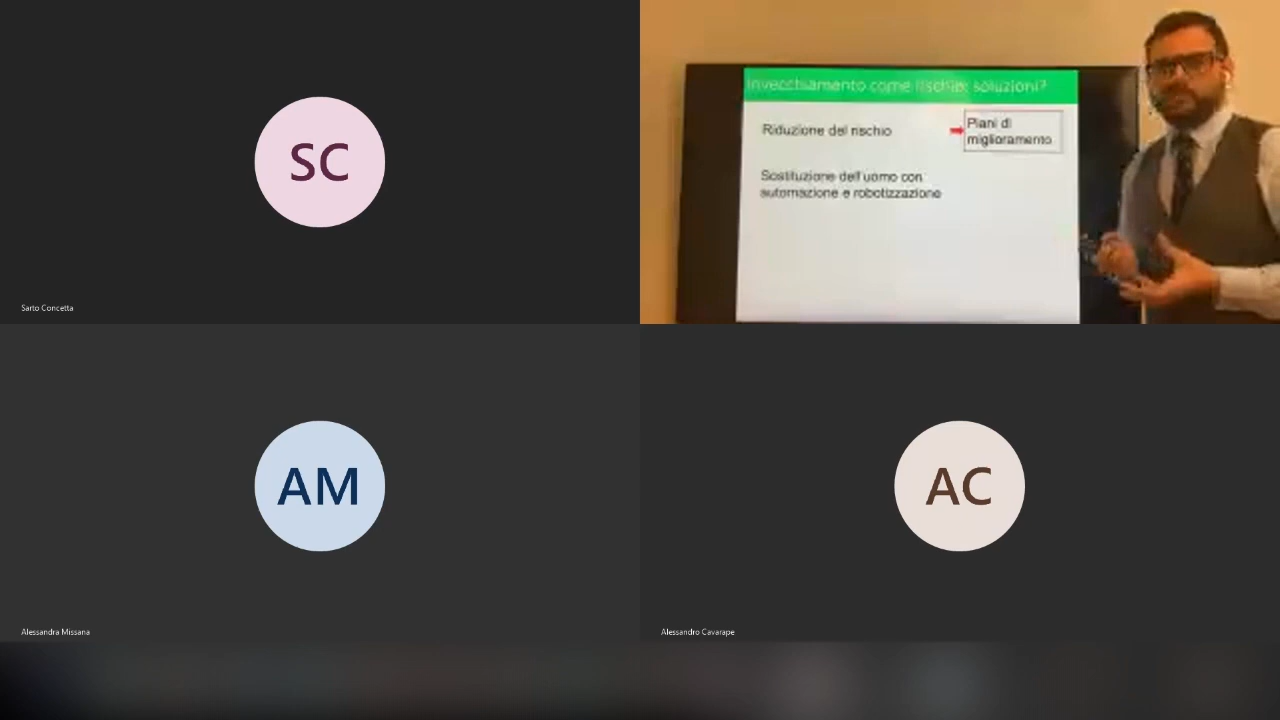 SC
Sarto Concetta
Invecchiamento come rischio: soluzioni?
Riduzione del rischio
Piani di
miglioramento
Sostituzione dell'uomo con
automazione e robotizzazione
AM
Alessandra Missana
AC
Alessandro Cavarape